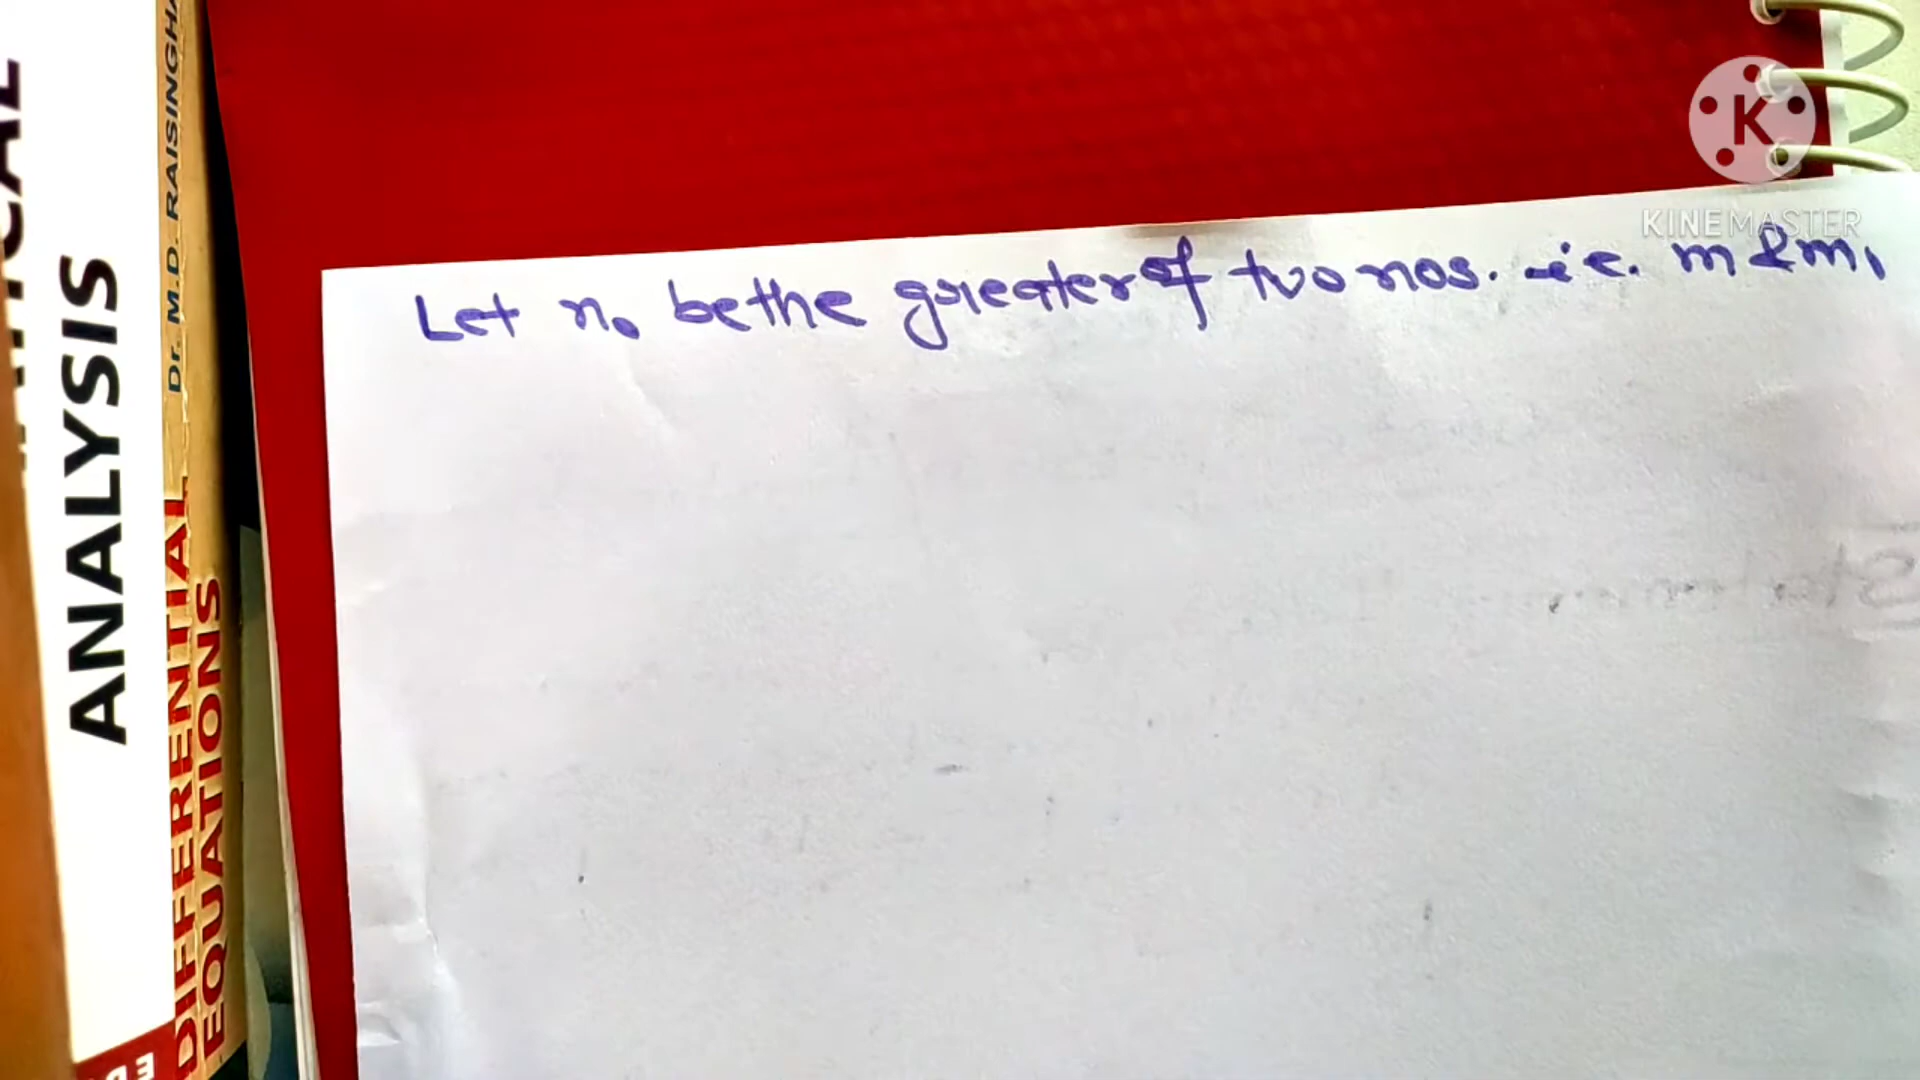 ANALYSIS
Dr. M.D. RAISINGHA
DIFFERENTIAL
EQUATIONS
K
KINEMASTER
Let n₀ be the greater of two nos. i.e. m & m₁